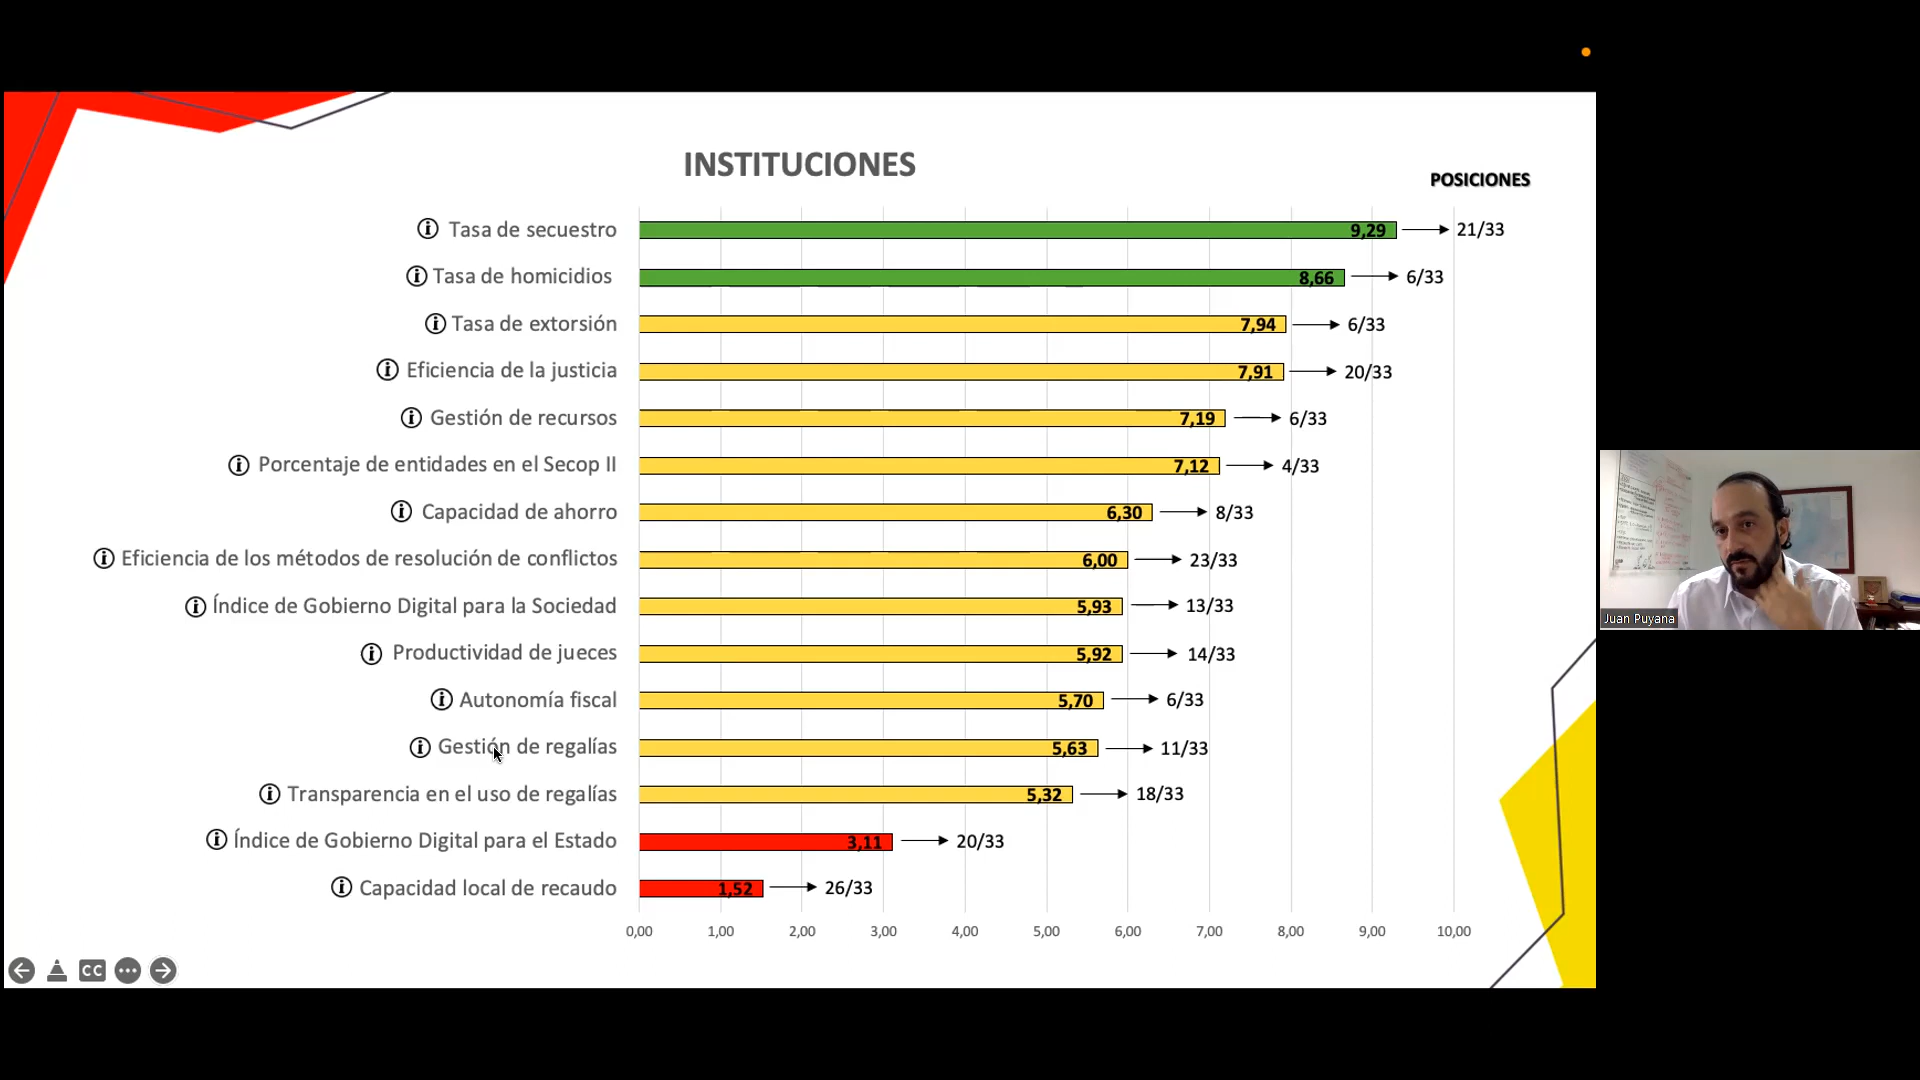 INSTITUCIONES
POSICIONES
Tasa de secuestro 9,29 21/33
Tasa de homicidios 8,66 6/33
Tasa de extorsión 7,94 6/33
Eficiencia de la justicia 7,91 20/33
Gestión de recursos 7,19 6/33
Porcentaje de entidades en el Secop II 7,12 4/33
Capacidad de ahorro 6,30 8/33
Eficiencia de los métodos de resolución de conflictos 6,00 23/33
Índice de Gobierno Digital para la Sociedad 5,93 13/33
Productividad de jueces 5,92 14/33
Autonomía fiscal 5,70 6/33
Gestión de regalías 5,63 11/33
Transparencia en el uso de regalías 5,32 18/33
Índice de Gobierno Digital para el Estado 3,11 20/33
Capacidad local de recaudo 1,52 26/33
0,00 1,00 2,00 3,00 4,00 5,00 6,00 7,00 8,00 9,00 10,00
CC
Juan Puyana